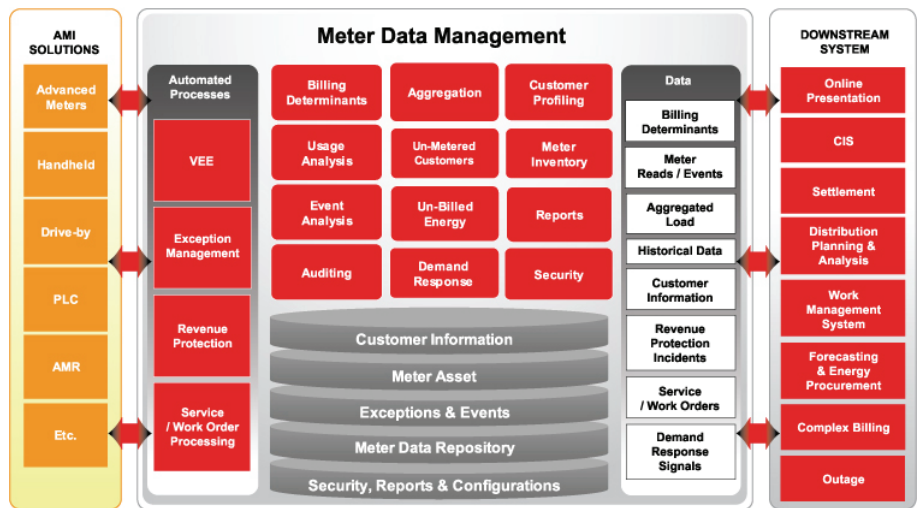 AMI
SOLUTIONS
Advanced
Meters
Handheld
Drive-by
PLC
AMR
Etc.
Meter Data Management
Automated
Processes
VEE
Exception
Management
Revenue
Protection
Service
/ Work Order
Processing
Billing
Determinants
Aggregation
Customer
Profiling
Usage
Analysis
Un-Metered
Customers
Meter
Inventory
Event
Analysis
Un-Billed
Energy
Reports
Auditing
Demand
Response
Security
Customer Information
Meter Asset
Exceptions & Events
Meter Data Repository
Security, Reports & Configurations
Data
Billing
Determinants
Meter
Reads / Events
Aggregated
Load
Historical Data
Customer
Information
Revenue
Protection
Incidents
Service
/ Work Orders
Demand
Response
Signals
DOWNSTREAM
SYSTEM
Online
Presentation
CIS
Settlement
Distribution
Planning &
Analysis
Work
Management
System
Forecasting
& Energy
Procurement
Complex Billing
Outage